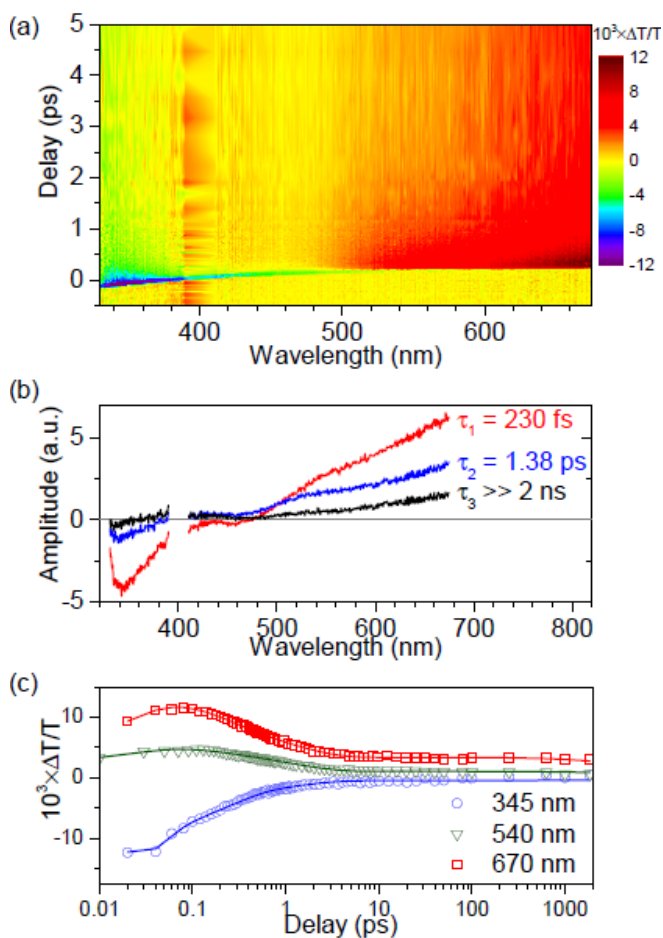 (a)
10³×ΔT/T
5
4
3
2
1
0
Delay (ps)
12
8
4
0
-4
-8
-12
400 500 600
Wavelength (nm)
(b)
5
0
-5
Amplitude (a.u.)
τ₁ = 230 fs
τ₂ = 1.38 ps
τ₃ >> 2 ns
400 500 600 700 800
Wavelength (nm)
(c)
10
0
-10
10³×ΔT/T
345 nm
540 nm
670 nm
0.01 0.1 1 10 100 1000
Delay (ps)